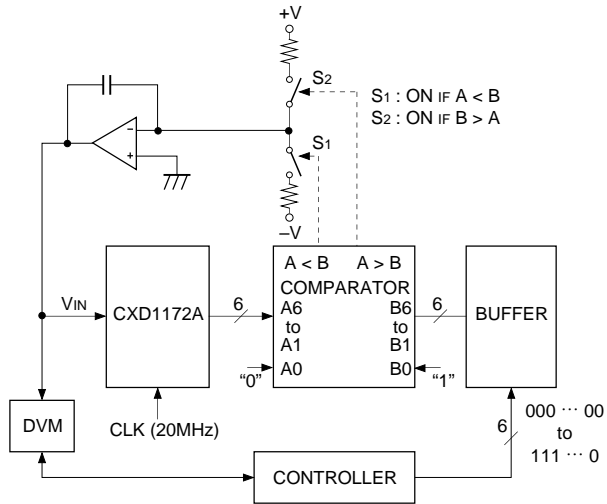 +V
S2
S1 : ON IF A < B
S2 : ON IF B > A
S1
–V
–
+
A < B A > B
COMPARATOR
VIN
CXD1172A
6
A6
to
A1
A0
B6
to
B1
B0
6
BUFFER
"0"
"1"
CLK (20MHz)
DVM
CONTROLLER
6
000 ··· 00
to
111 ··· 0